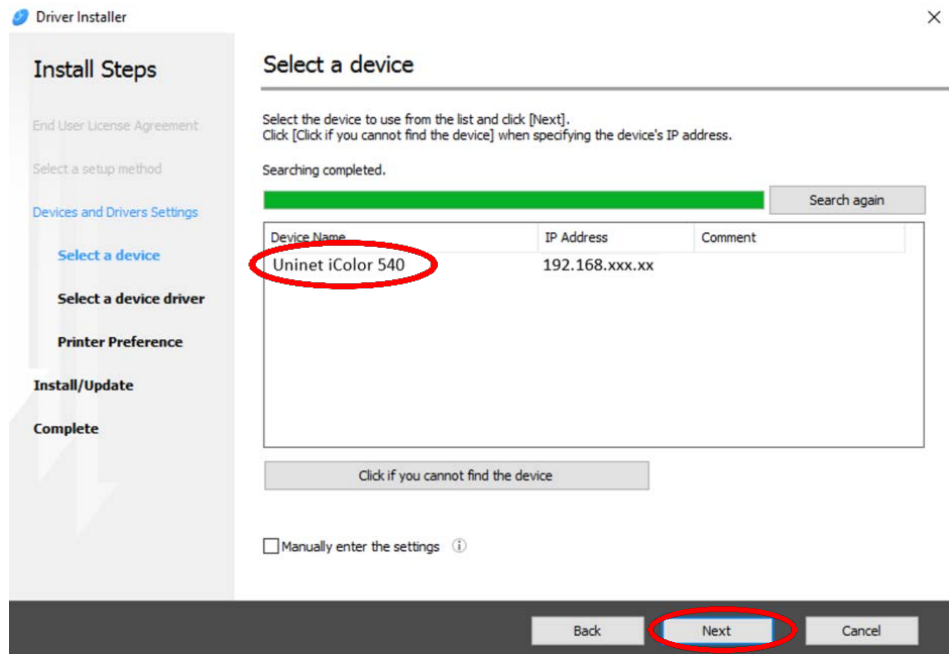 Driver Installer
Install Steps
End User License Agreement
Select a setup method
Devices and Drivers Settings
Select a device
Select a device driver
Printer Preference
Install/Update
Complete
Select a device
Select the device to use from the list and click [Next].
Click [Click if you cannot find the device] when specifying the device's IP address.
Searching completed.
Search again
Device Name IP Address Comment
Uninet iColor 540 192.168.xxx.xx
Click if you cannot find the device
Manually enter the settings
Back Next Cancel